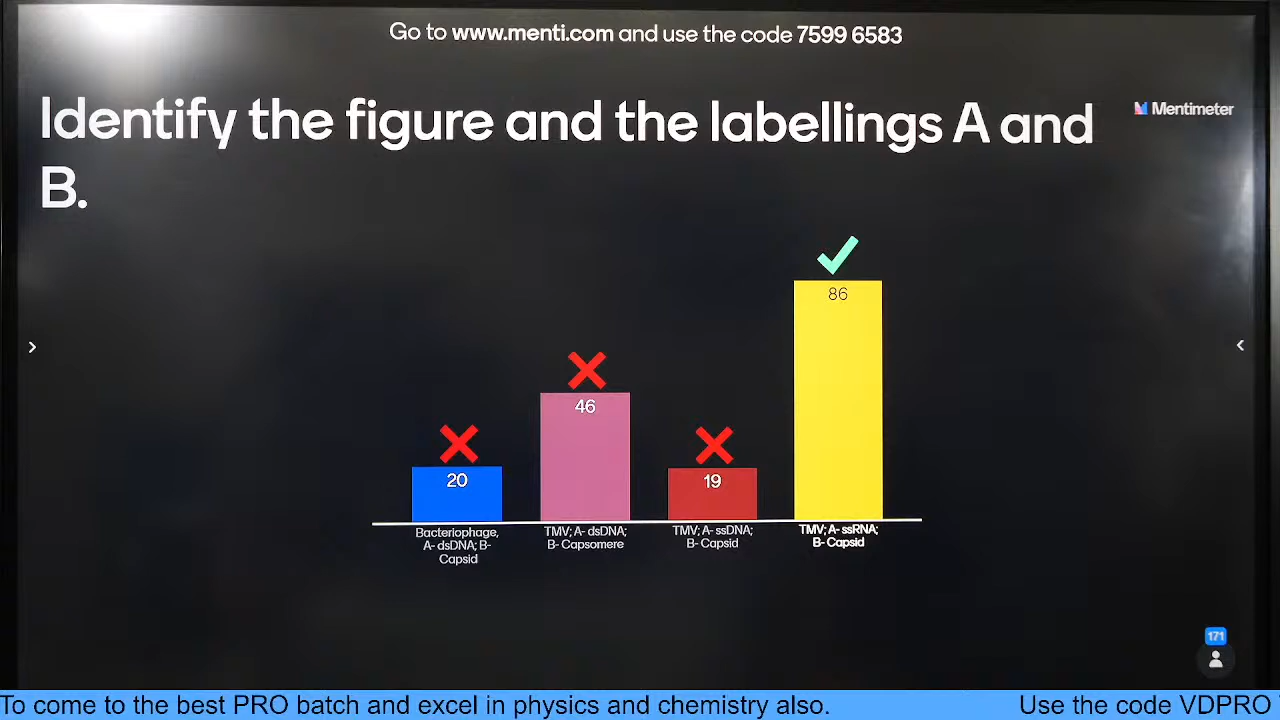 Go to www.menti.com and use the code 7599 6583
Identify the figure and the labellings A and
B.
Mentimeter
86
46
20
19
Bacteriophage,
A- dsDNA; B-
Capsid
TMV; A- dsDNA;
B- Capsomere
TMV; A- ssDNA;
B- Capsid
TMV; A- ssRNA;
B- Capsid
171
To come to the best PRO batch and excel in physics and chemistry also.
Use the code VDPRO